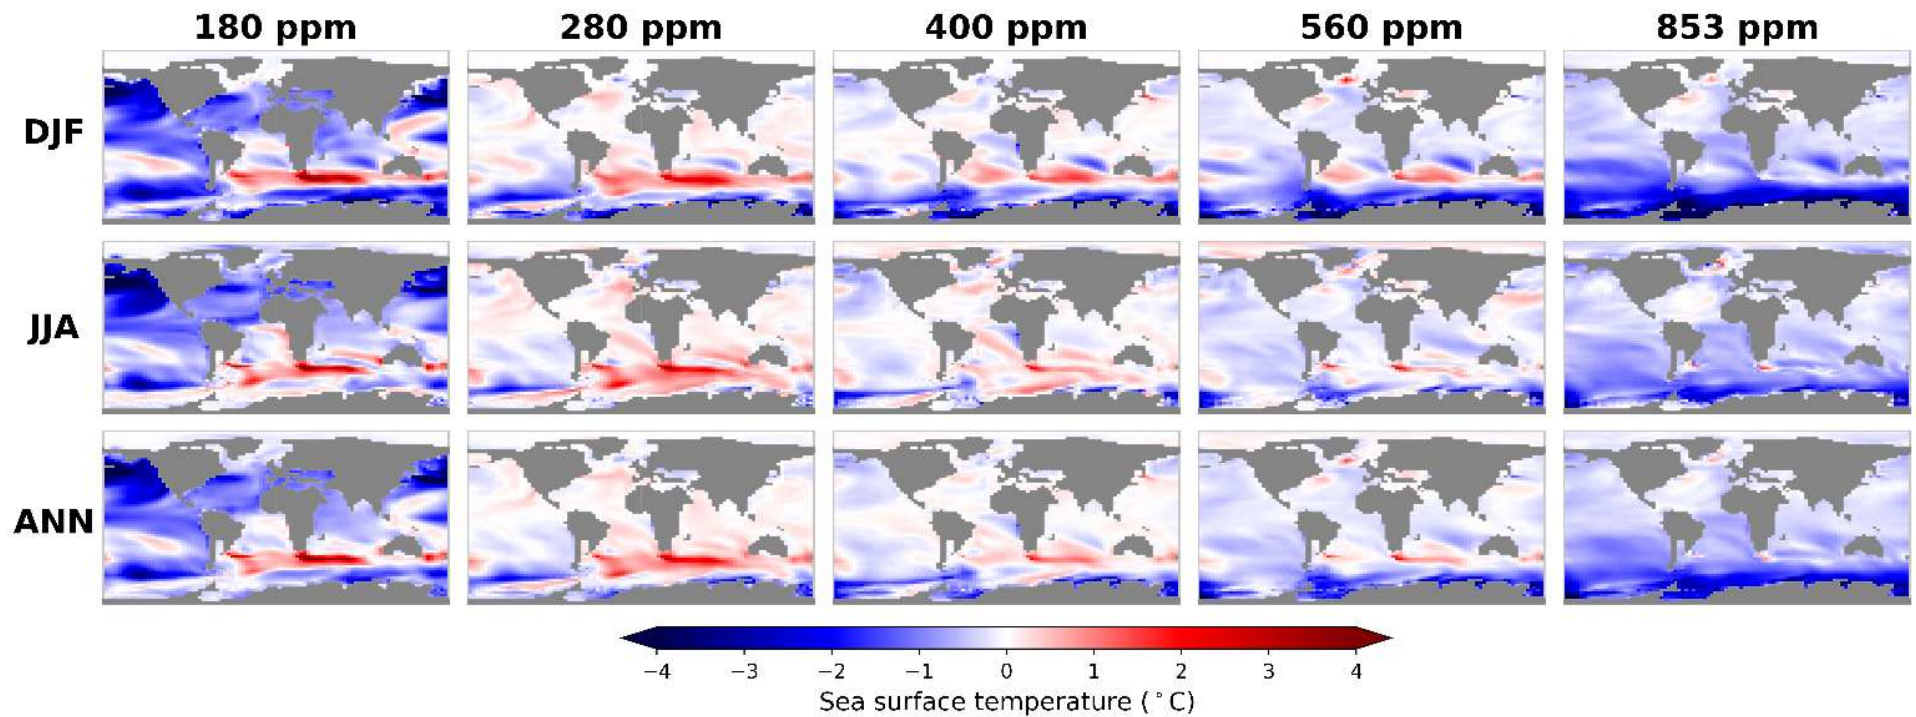 180 ppm 280 ppm 400 ppm 560 ppm 853 ppm
DJF
JJA
ANN
−4 −3 −2 −1 0 1 2 3 4
Sea surface temperature (°C)